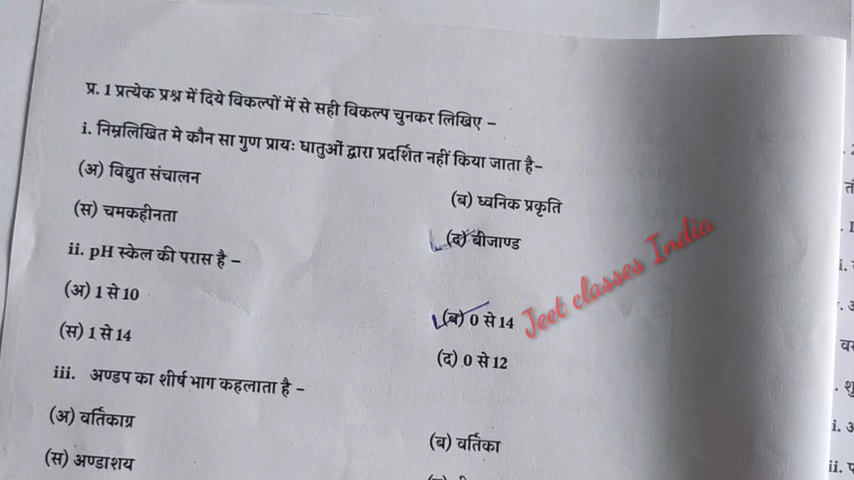 प्र. 1 प्रत्येक प्रश्न में दिये विकल्पों में से सही विकल्प चुनकर लिखिए –
i. निम्नलिखित मे कौन सा गुण प्रायः धातुओं द्वारा प्रदर्शित नहीं किया जाता है–
(अ) विद्युत संचालन
(ब) ध्वनिक प्रकृति
(स) चमकहीनता
(द) बीजाण्ड
ii. pH स्केल की परास है –
(अ) 1 से 10
(ब) 0 से 14
(स) 1 से 14
(द) 0 से 12
iii. अण्डप का शीर्ष भाग कहलाता है –
(अ) वर्तिकाग्र
(ब) वर्तिका
(स) अण्डाशय
Jeet classes India